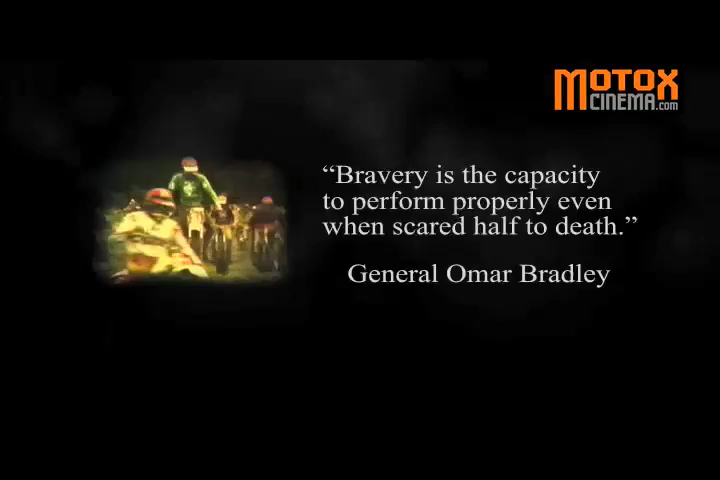 MOTOX
CINEMA.com
“Bravery is the capacity
to perform properly even
when scared half to death.”
General Omar Bradley